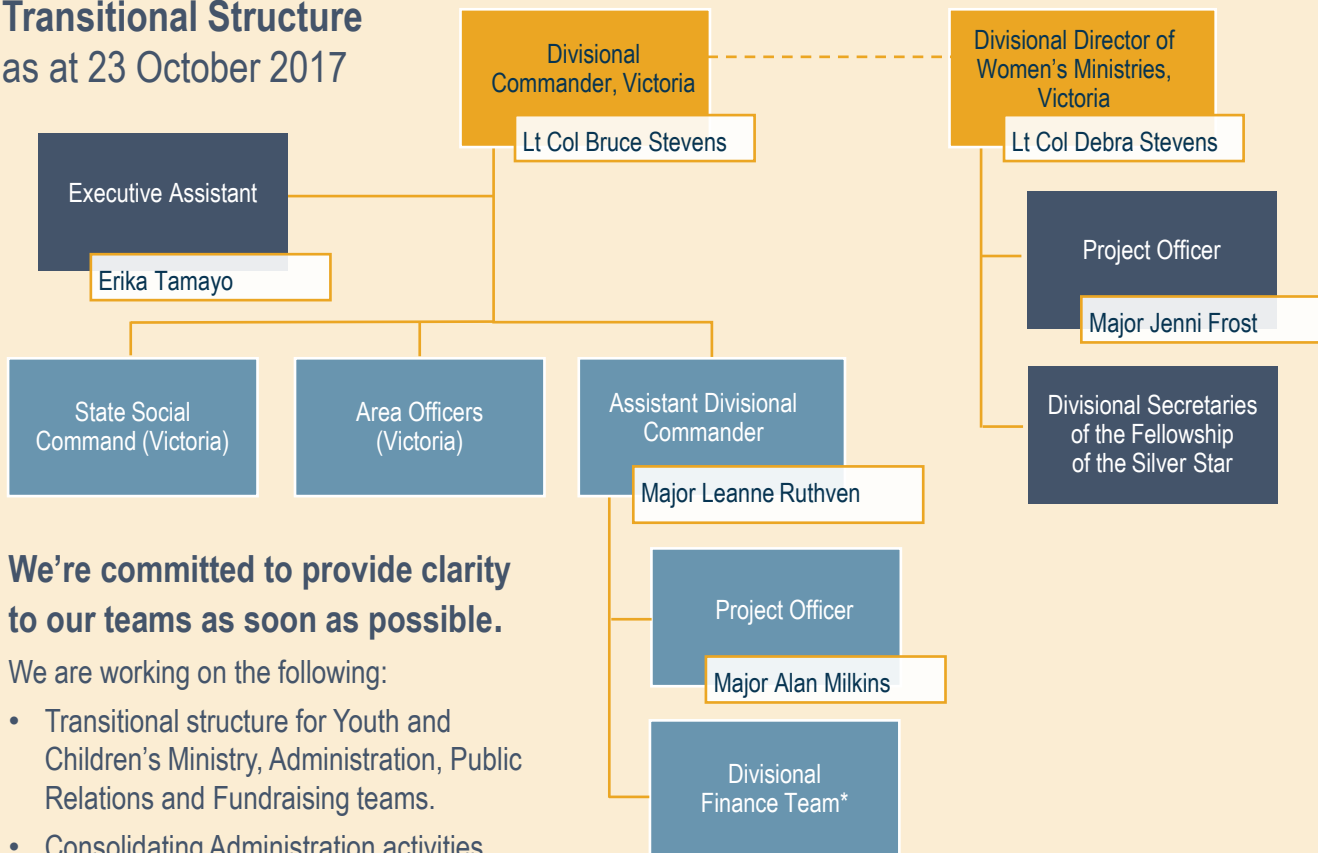 Transitional Structure
as at 23 October 2017
Divisional
Commander, Victoria
Lt Col Bruce Stevens
Divisional Director of
Women's Ministries,
Victoria
Lt Col Debra Stevens
Executive Assistant
Erika Tamayo
Project Officer
Major Jenni Frost
State Social
Command (Victoria)
Area Officers
(Victoria)
Assistant Divisional
Commander
Major Leanne Ruthven
Divisional Secretaries
of the Fellowship
of the Silver Star
Project Officer
Major Alan Milkins
Divisional
Finance Team*
We’re committed to provide clarity
to our teams as soon as possible.
We are working on the following:
• Transitional structure for Youth and
Children’s Ministry, Administration, Public
Relations and Fundraising teams.
• Consolidating Administration activities